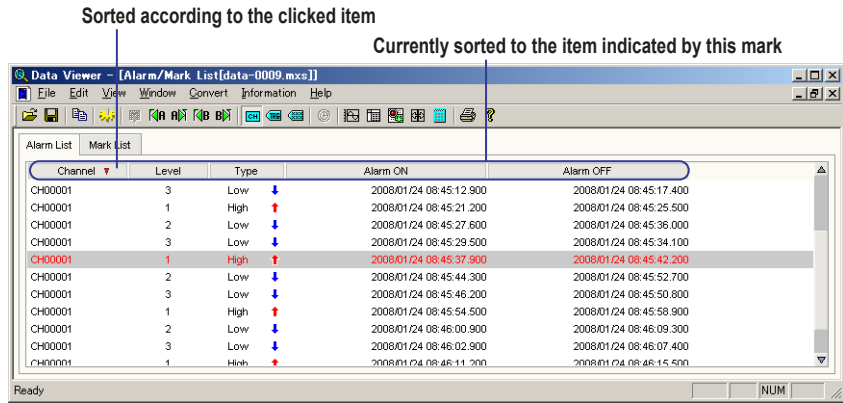 Sorted according to the clicked item
Currently sorted to the item indicated by this mark
Data Viewer - [Alarm/Mark List[data-0009.mxs]]
File Edit View Window Convert Information Help
Alarm List Mark List
Channel Level Type Alarm ON Alarm OFF
CH00001 3 Low 2008/01/24 08:45:12.900 2008/01/24 08:45:17.400
CH00001 1 High 2008/01/24 08:45:21.200 2008/01/24 08:45:25.500
CH00001 2 Low 2008/01/24 08:45:27.600 2008/01/24 08:45:36.000
CH00001 3 Low 2008/01/24 08:45:29.500 2008/01/24 08:45:34.100
CH00001 1 High 2008/01/24 08:45:37.900 2008/01/24 08:45:42.200
CH00001 2 Low 2008/01/24 08:45:44.300 2008/01/24 08:45:52.700
CH00001 3 Low 2008/01/24 08:45:46.200 2008/01/24 08:45:50.800
CH00001 1 High 2008/01/24 08:45:54.500 2008/01/24 08:45:58.900
CH00001 2 Low 2008/01/24 08:46:00.900 2008/01/24 08:46:09.300
CH00001 3 Low 2008/01/24 08:46:02.900 2008/01/24 08:46:07.400
CH00001 1 High 2008/01/24 08:46:11.200 2008/01/24 08:46:15.500
Ready NUM